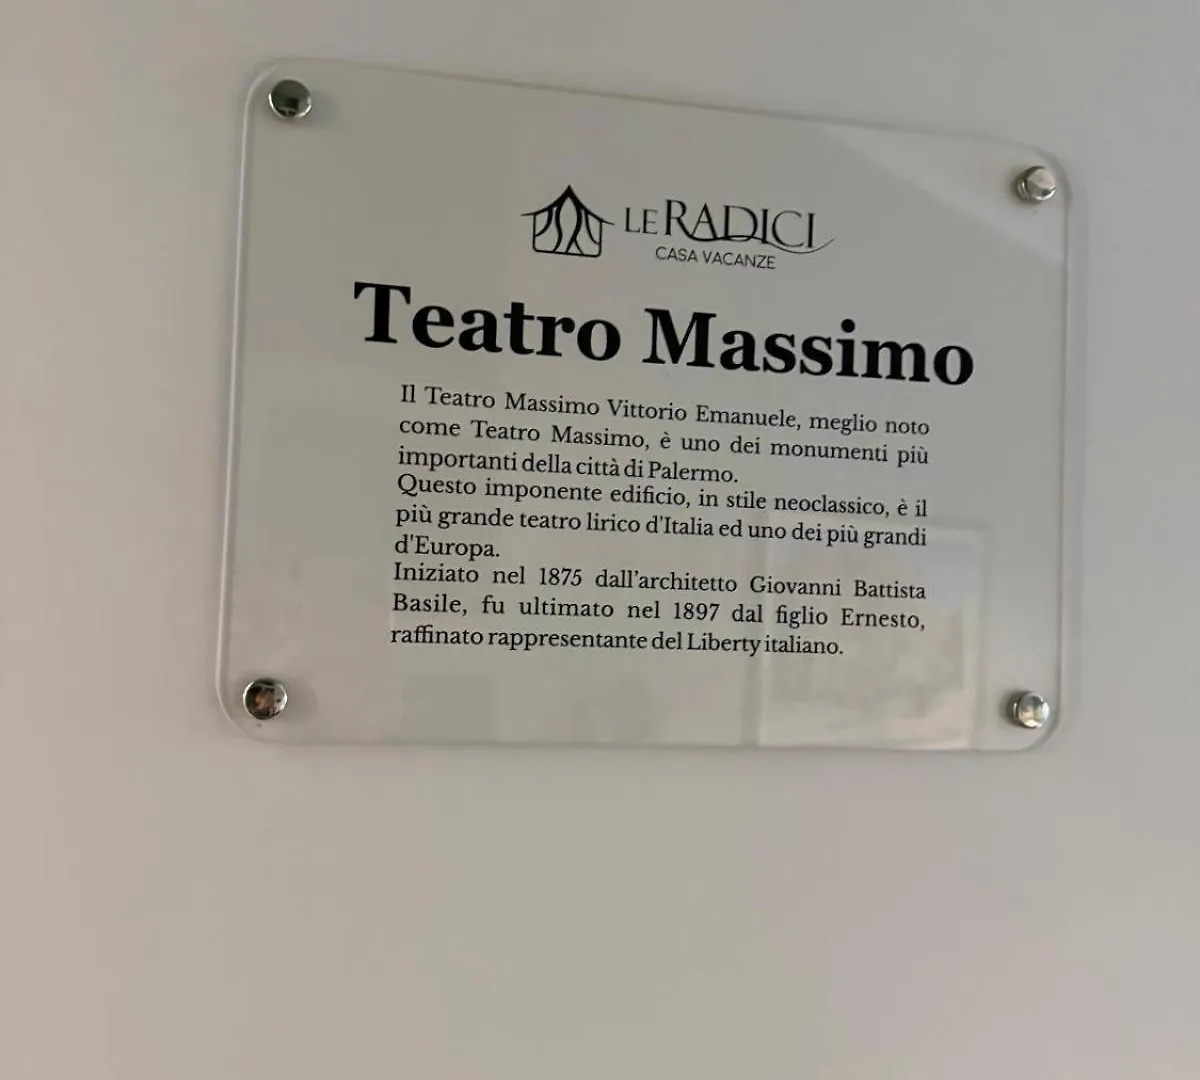 LE RADICI
CASA VACANZE
Teatro Massimo
Il Teatro Massimo Vittorio Emanuele, meglio noto
come Teatro Massimo, è uno dei monumenti più
importanti della città di Palermo.
Questo imponente edificio, in stile neoclassico, è il
più grande teatro lirico d'Italia ed uno dei più grandi
d'Europa.
Iniziato nel 1875 dall’architetto Giovanni Battista
Basile, fu ultimato nel 1897 dal figlio Ernesto,
raffinato rappresentante del Liberty italiano.